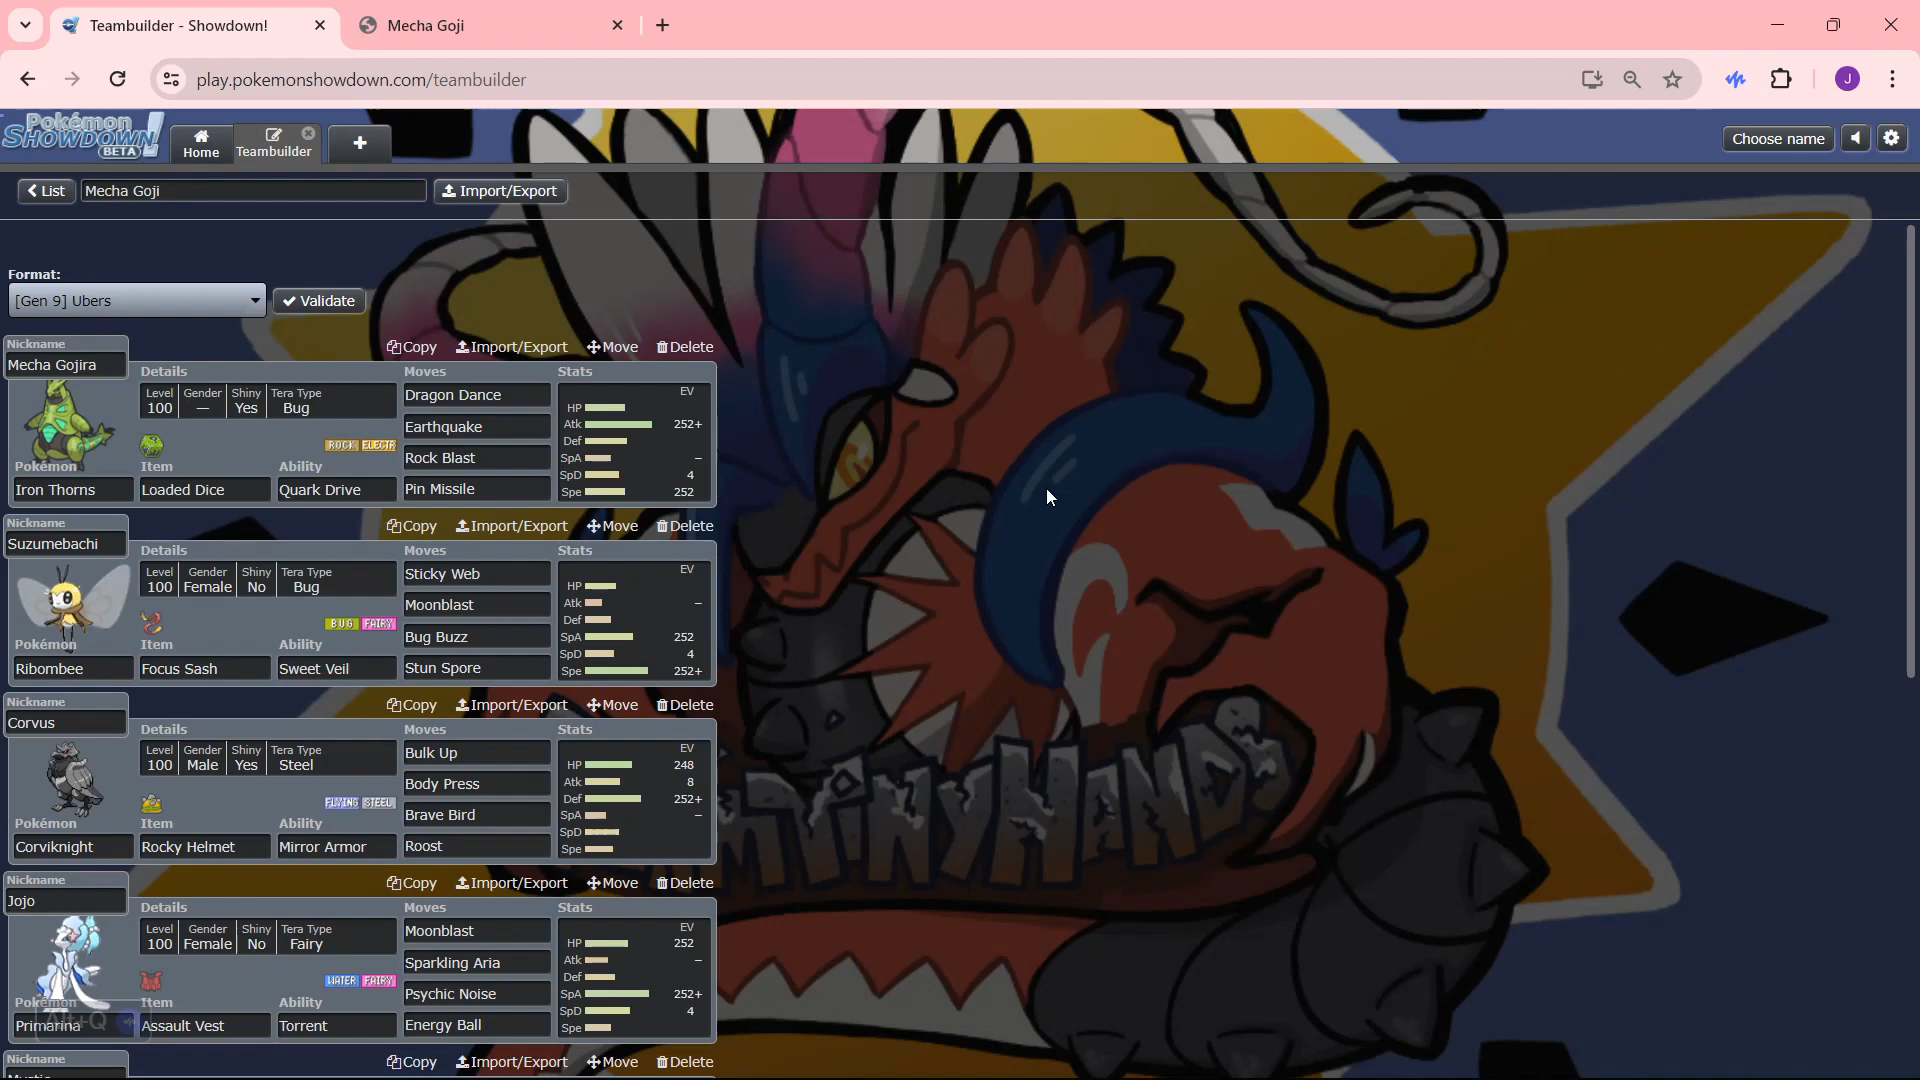 Teambuilder - Showdown!
Mecha Goji
play.pokemonshowdown.com/teambuilder
J
Pokémon
SHOWDOWN!
BETA
Home
Teambuilder
Choose name
List
Mecha Goji
Import/Export
Format:
[Gen 9] Ubers
Validate
Nickname
Mecha Gojira
Copy Import/Export Move Delete
Details Moves Stats
Level Gender Shiny Tera Type
100 — Yes Bug
ROCK ELECTR
Pokémon Item Ability
Iron Thorns Loaded Dice Quark Drive
Dragon Dance
Earthquake
Rock Blast
Pin Missile
EV
HP
Atk 252+
Def
SpA –
SpD 4
Spe 252
Nickname
Suzumebachi
Copy Import/Export Move Delete
Details Moves Stats
Level Gender Shiny Tera Type
100 Female No Bug
BUG FAIRY
Pokémon Item Ability
Ribombee Focus Sash Sweet Veil
Sticky Web
Moonblast
Bug Buzz
Stun Spore
EV
HP
Atk –
Def
SpA 252
SpD 4
Spe 252+
Nickname
Corvus
Copy Import/Export Move Delete
Details Moves Stats
Level Gender Shiny Tera Type
100 Male Yes Steel
FLYING STEEL
Pokémon Item Ability
Corviknight Rocky Helmet Mirror Armor
Bulk Up
Body Press
Brave Bird
Roost
EV
HP 248
Atk 8
Def 252+
SpA –
SpD
Spe
Nickname
Jojo
Copy Import/Export Move Delete
Details Moves Stats
Level Gender Shiny Tera Type
100 Female No Fairy
WATER FAIRY
Pokémon Item Ability
Primarina Assault Vest Torrent
Alt+Q
Moonblast
Sparkling Aria
Psychic Noise
Energy Ball
EV
HP 252
Atk –
Def
SpA 252+
SpD 4
Spe
Nickname
Copy Import/Export Move Delete